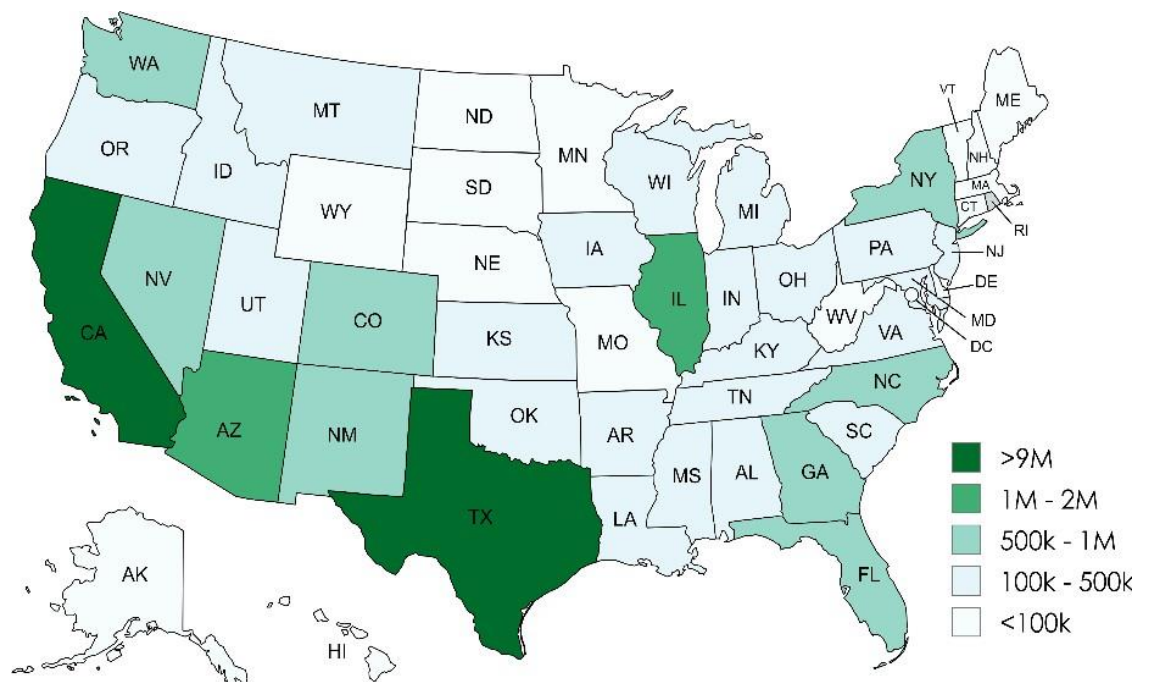 WA
MT
ND
MN
VT
ME
OR
ID
SD
WI
MI
NY
NH
MA
CT
RI
WY
IA
PA
NJ
NE
NV
UT
CO
IL
IN
OH
DE
MD
DC
CA
KS
MO
WV
VA
KY
NC
TN
AZ
NM
OK
AR
SC
MS
AL
GA
TX
LA
FL
AK
HI
>9M
1M - 2M
500k - 1M
100k - 500k
<100k